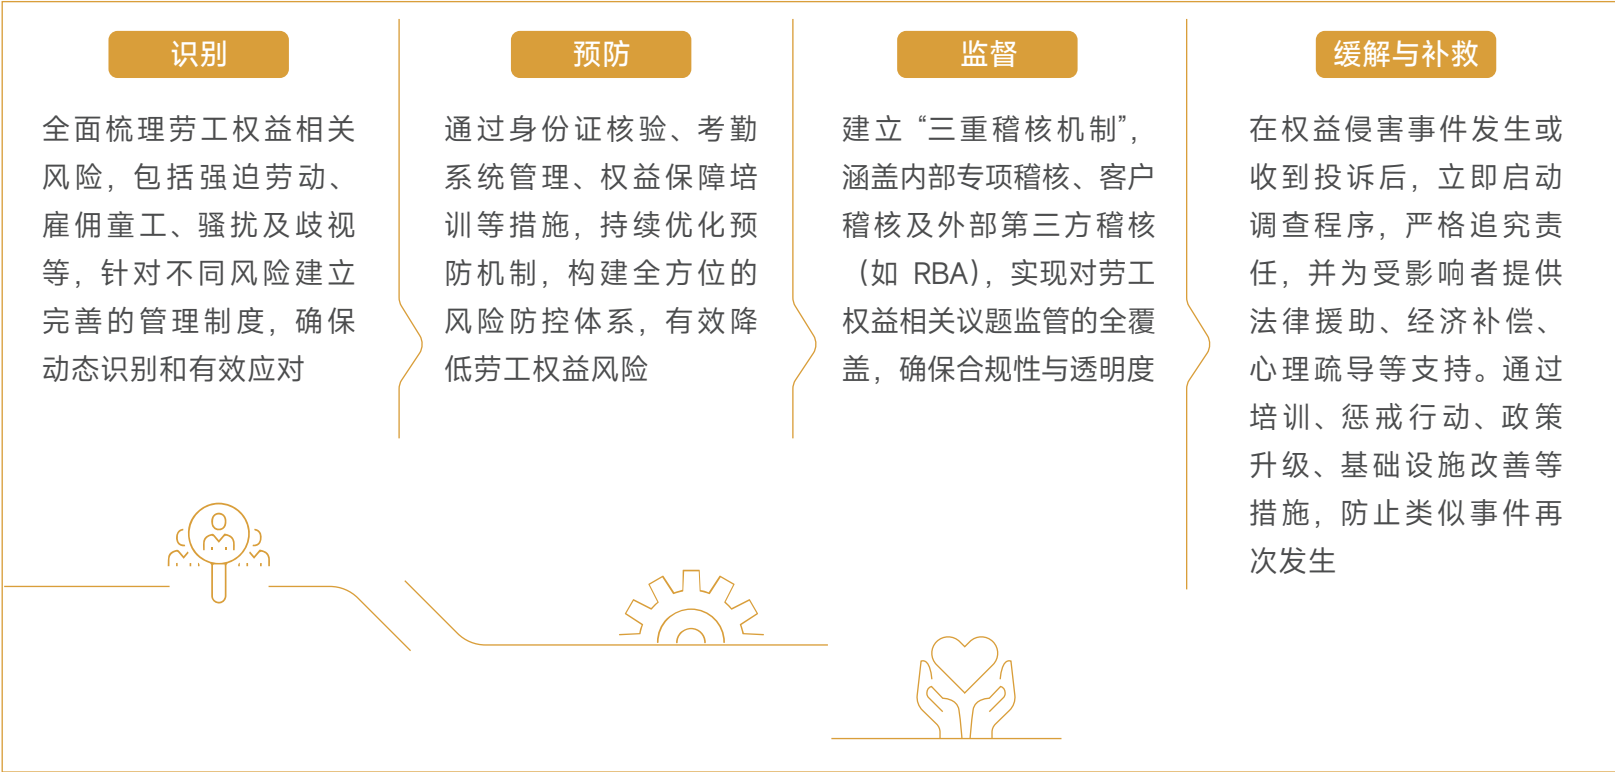 识别
全面梳理劳工权益相关
风险，包括强迫劳动、
雇佣童工、骚扰及歧视
等，针对不同风险建立
完善的管理制度，确保
动态识别和有效应对
预防
通过身份证核验、考勤
系统管理、权益保障培
训等措施，持续优化预
防机制，构建全方位的
风险防控体系，有效降
低劳工权益风险
监督
建立“三重稽核机制”，
涵盖内部专项稽核、客户
稽核及外部第三方稽核
（如 RBA），实现对劳工
权益相关议题监管的全覆
盖，确保合规性与透明度
缓解与补救
在权益侵害事件发生或
收到投诉后，立即启动
调查程序，严格追究责
任，并为受影响者提供
法律援助、经济补偿、
心理疏导等支持。通过
培训、惩戒行动、政策
升级、基础设施改善等
措施，防止类似事件再
次发生